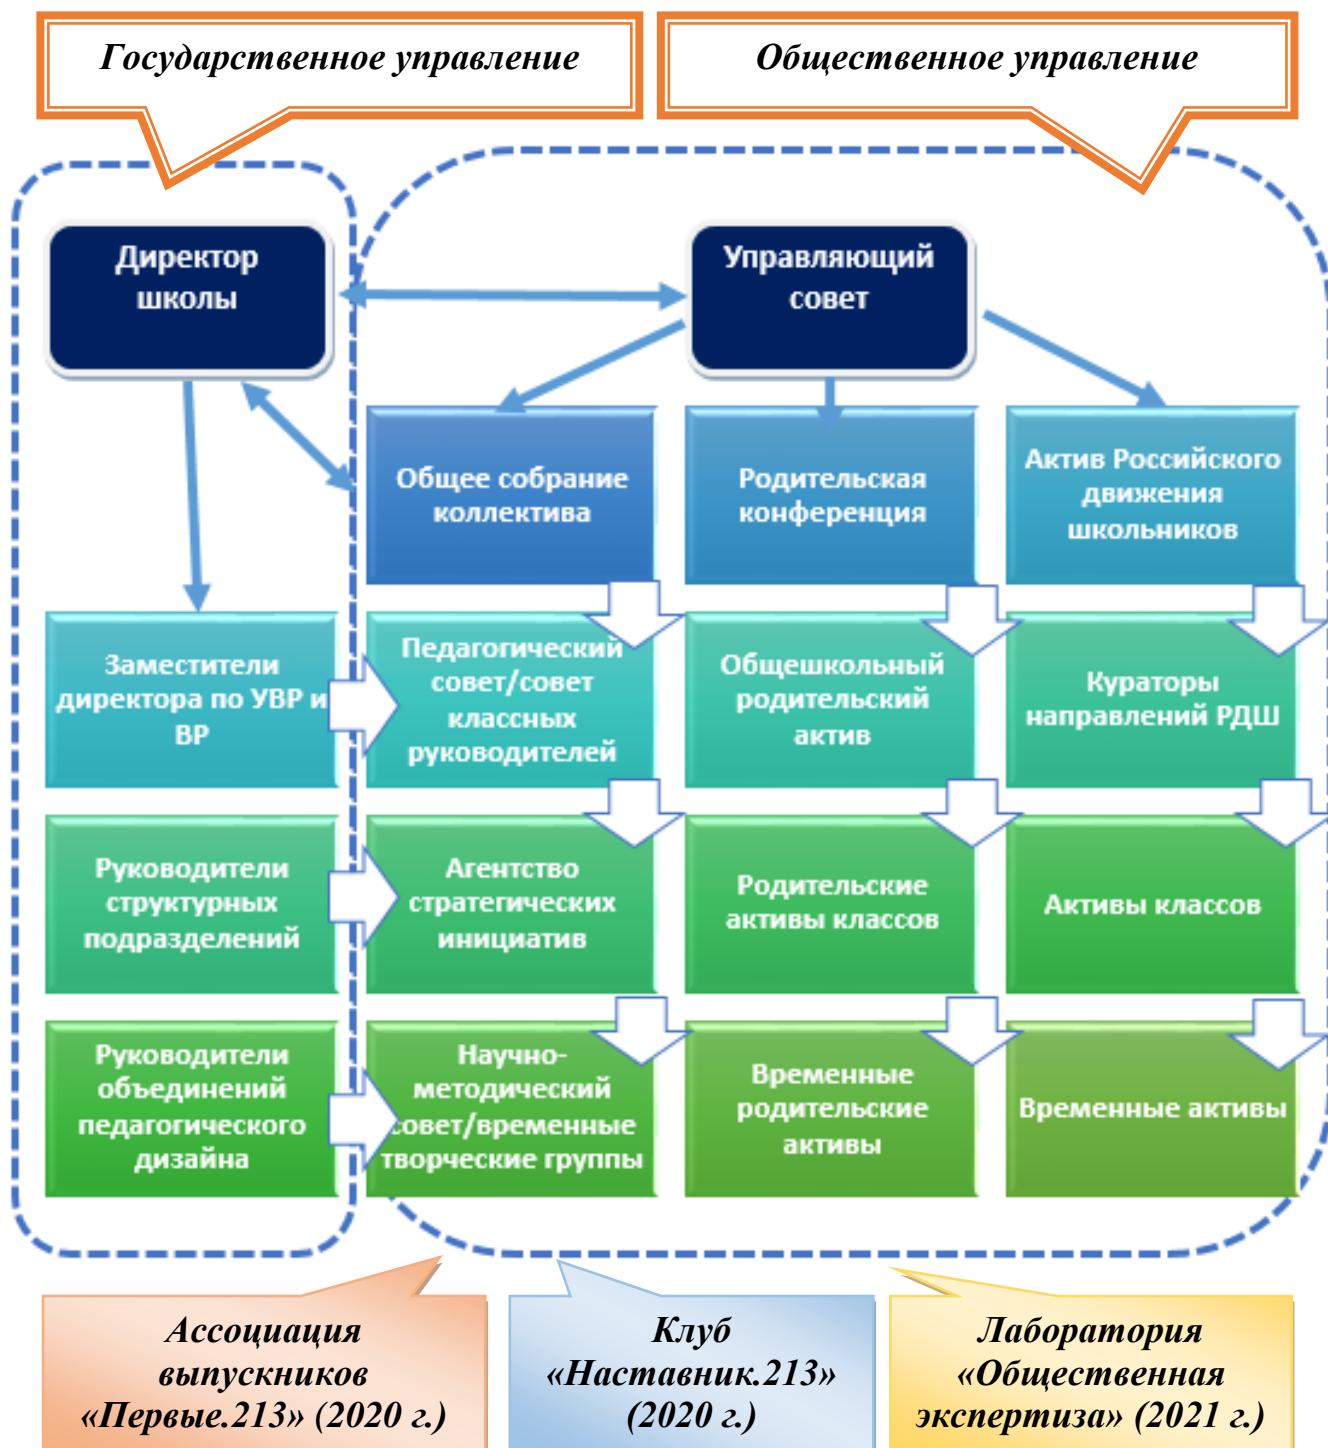 Государственное управление
Общественное управление
Директор
школы
Управляющий
совет
Общее собрание
коллектива
Родительская
конференция
Актив Российского
движения
школьников
Заместители
директора по УВР и
ВР
Педагогический
совет/совет
классных
руководителей
Общешкольный
родительский
актив
Кураторы
направлений РДШ
Руководители
структурных
подразделений
Агентство
стратегических
инициатив
Родительские
активы классов
Активы классов
Руководители
объединений
педагогического
дизайна
Научно-
методический
совет/временные
творческие группы
Временные
родительские
активы
Временные активы
Ассоциация
выпускников
«Первые.213» (2020 г.)
Клуб
«Наставник.213»
(2020 г.)
Лаборатория
«Общественная
экспертиза» (2021 г.)